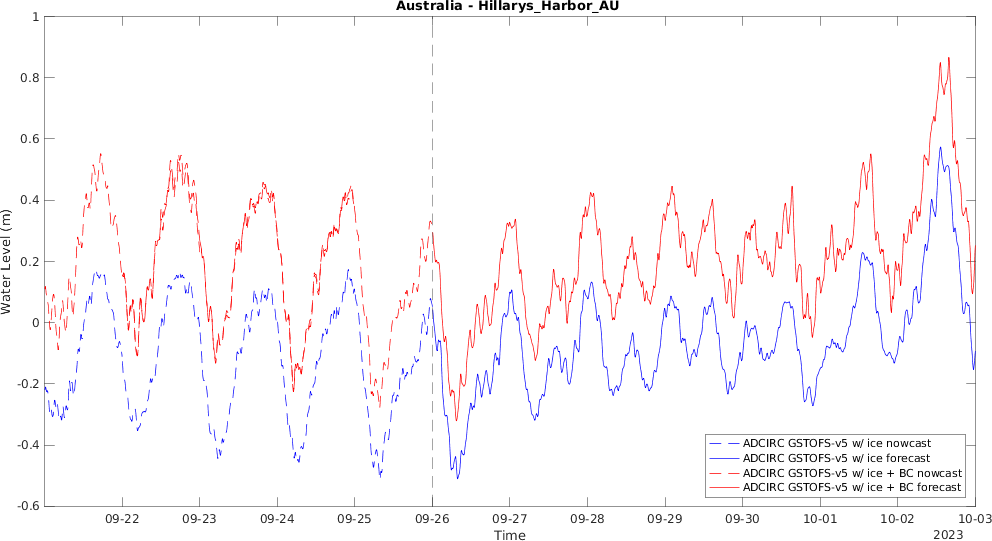 Australia - Hillarys_Harbor_AU
Water Level (m)
1
0.8
0.6
0.4
0.2
0
-0.2
-0.4
-0.6
ADCIRC GSTOFS-v5 w/ ice nowcast
ADCIRC GSTOFS-v5 w/ ice forecast
ADCIRC GSTOFS-v5 w/ ice + BC nowcast
ADCIRC GSTOFS-v5 w/ ice + BC forecast
09-22 09-23 09-24 09-25 09-26 09-27 09-28 09-29 09-30 10-01 10-02 10-03
Time
2023